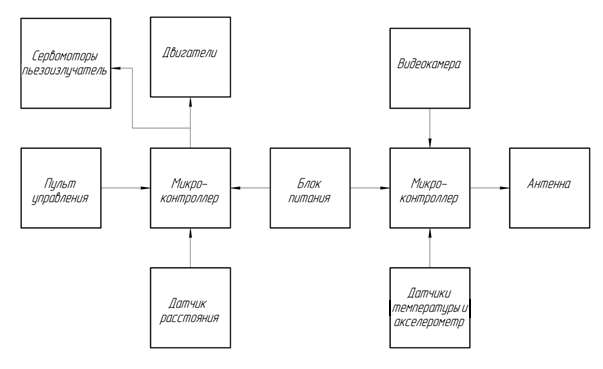 Сервомоторы
пьезоизлучатель
Двигатели
Видеокамера
Пульт
управления
Микро-
контроллер
Блок
питания
Микро-
контроллер
Антенна
Датчик
расстояния
Датчики
температуры и
акселерометр